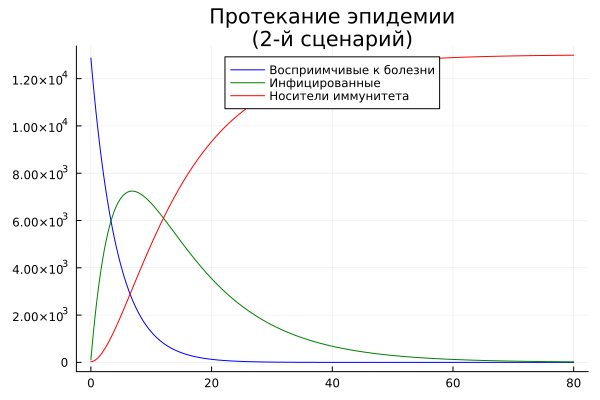 Протекание эпидемии
(2-й сценарий)
Восприимчивые к болезни
Инфицированные
Носители иммунитета
1.20×10⁴
1.00×10⁴
8.00×10³
6.00×10³
4.00×10³
2.00×10³
0
0 20 40 60 80